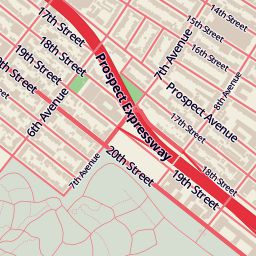 14th Street
15th Street
17th Street
16th Street
18th Street
7th Avenue
19th Street
8th Avenue
Prospect Expressway
Prospect Avenue
6th Avenue
17th Street
7th Avenue
20th Street
18th Street
19th Street